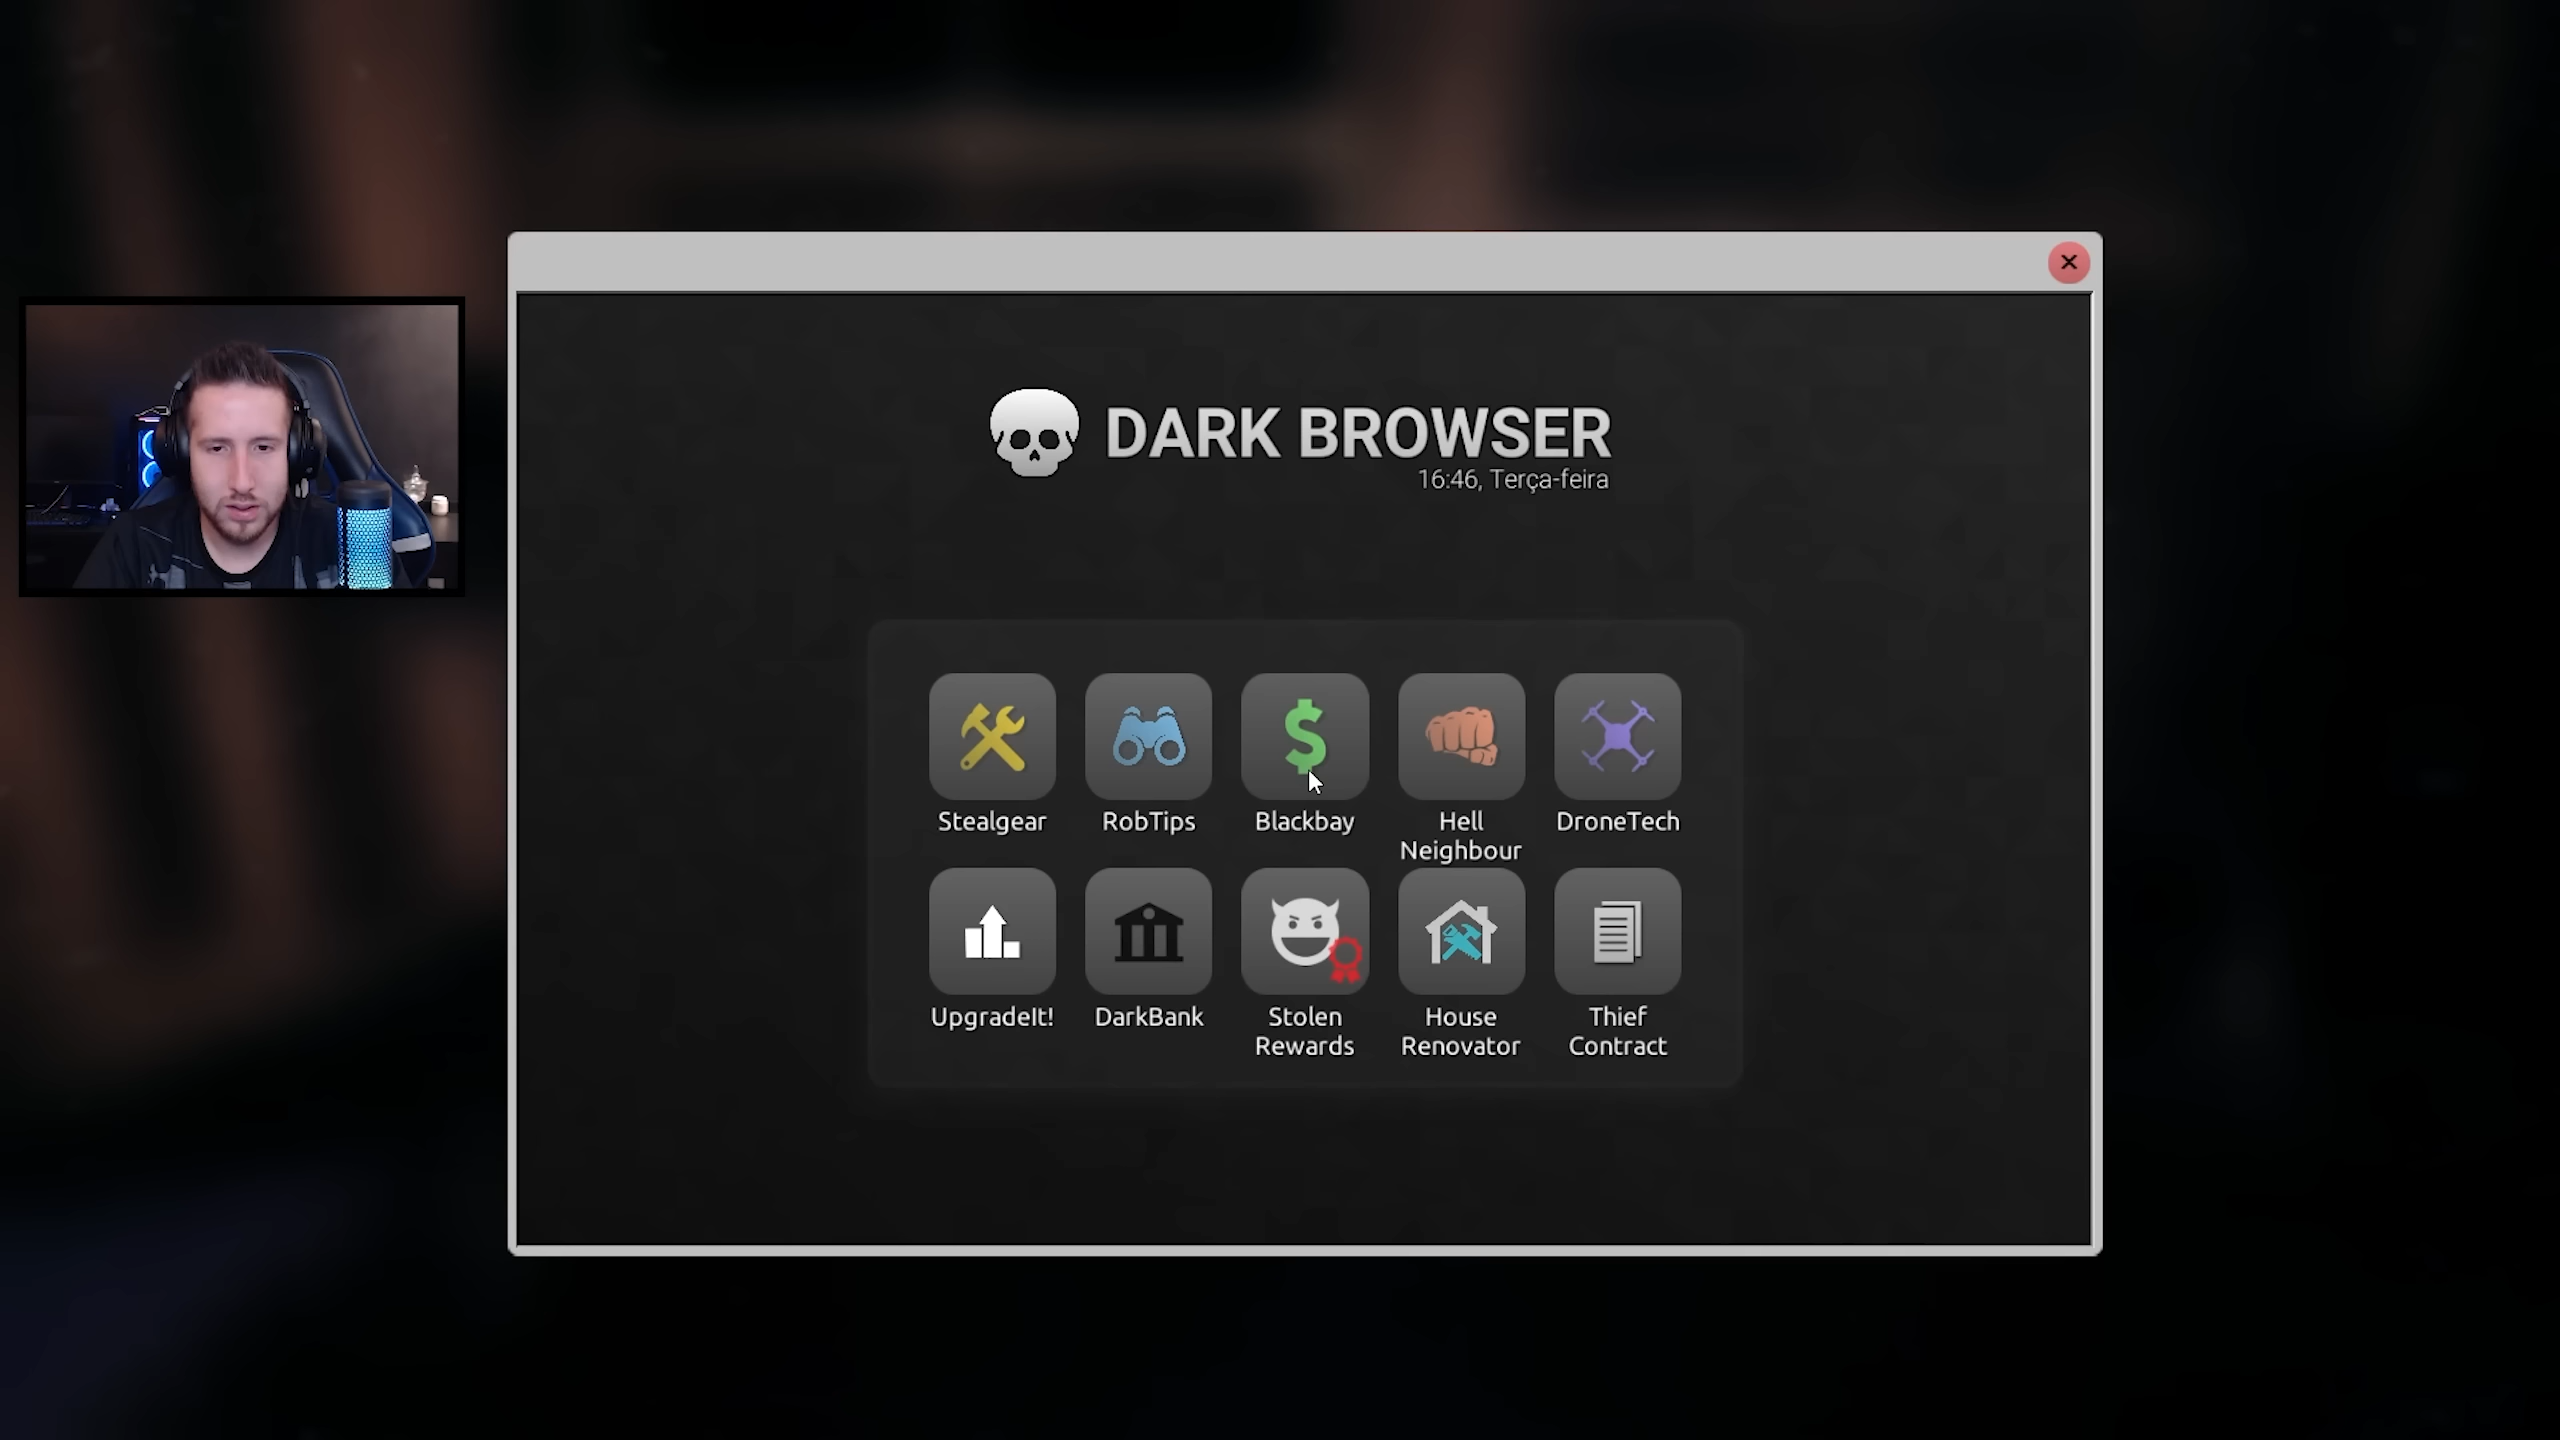 DARK BROWSER
16:46, Terça-feira
Stealgear
RobTips
Blackbay
Hell
Neighbour
DroneTech
UpgradeIt!
DarkBank
Stolen
Rewards
House
Renovator
Thief
Contract